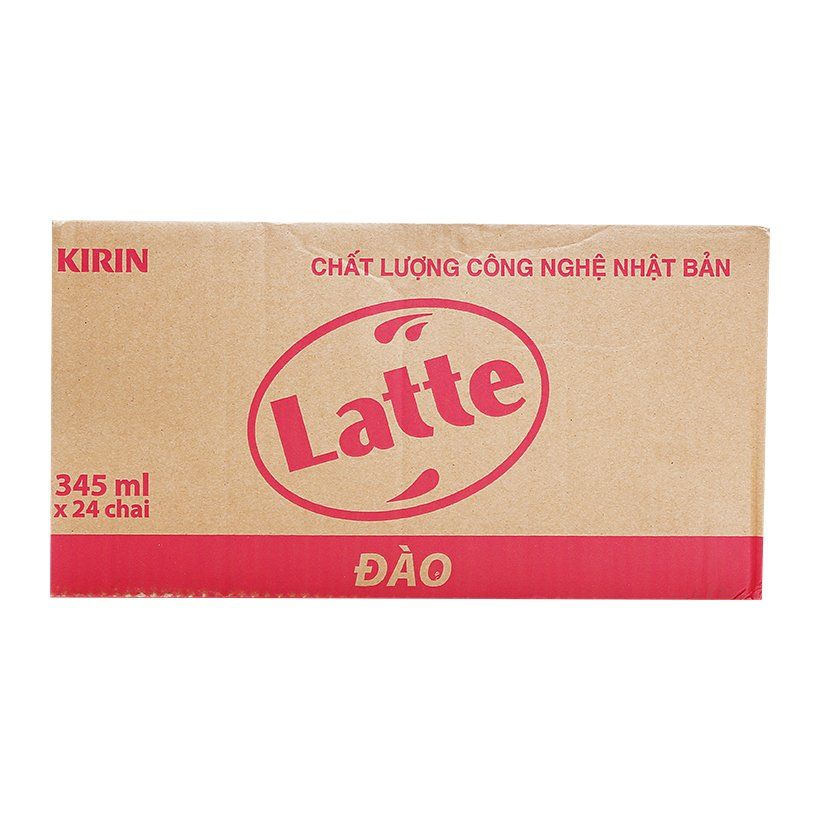 KIRIN
CHẤT LƯỢNG CÔNG NGHỆ NHẬT BẢN
Latte
345 ml
x 24 chai
ĐÀO